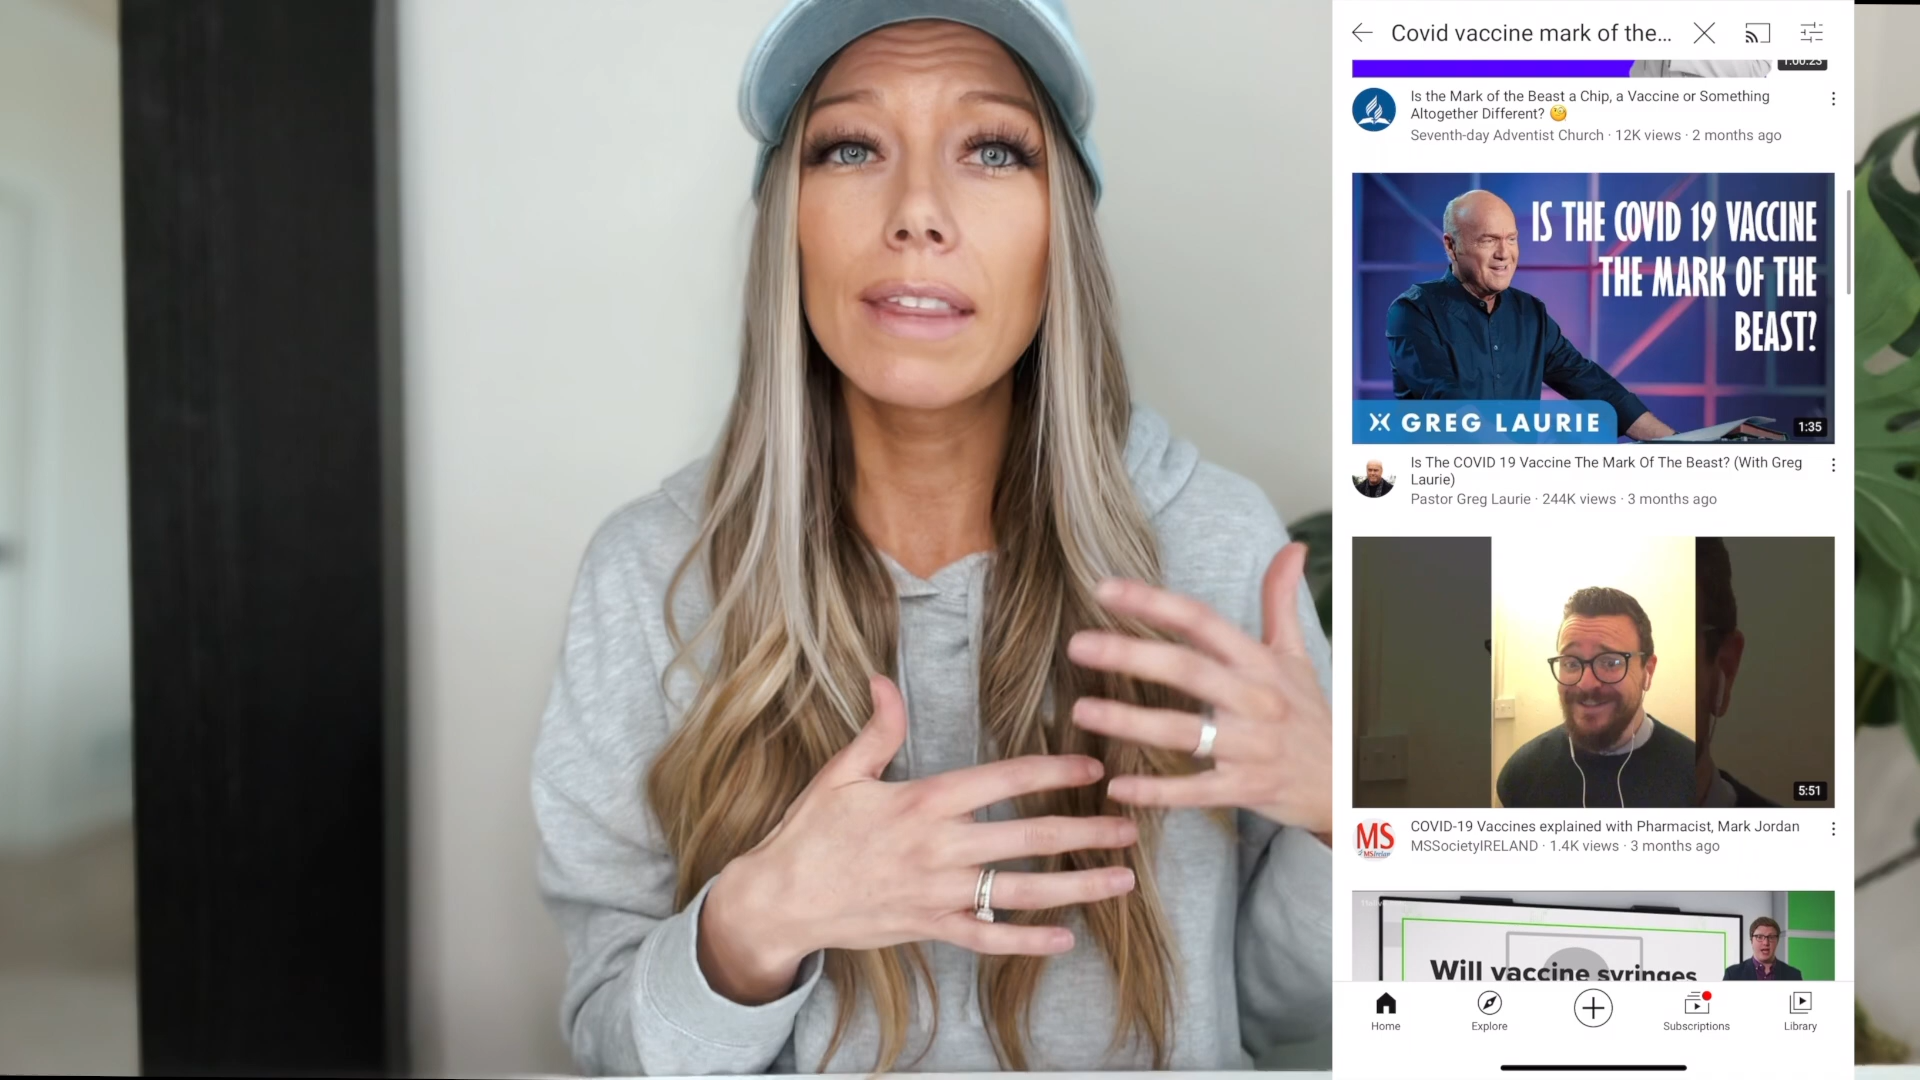 Covid vaccine mark of the...
1:00:23
Is the Mark of the Beast a Chip, a Vaccine or Something
Altogether Different? 🧐
Seventh-day Adventist Church · 12K views · 2 months ago
IS THE COVID 19 VACCINE
THE MARK OF THE
BEAST?
GREG LAURIE
1:35
Is The COVID 19 Vaccine The Mark Of The Beast? (With Greg
Laurie)
Pastor Greg Laurie · 244K views · 3 months ago
5:51
MS
COVID-19 Vaccines explained with Pharmacist, Mark Jordan
MSSocietyIRELAND · 1.4K views · 3 months ago
Will vaccine syringes
Home
Explore
Subscriptions
Library